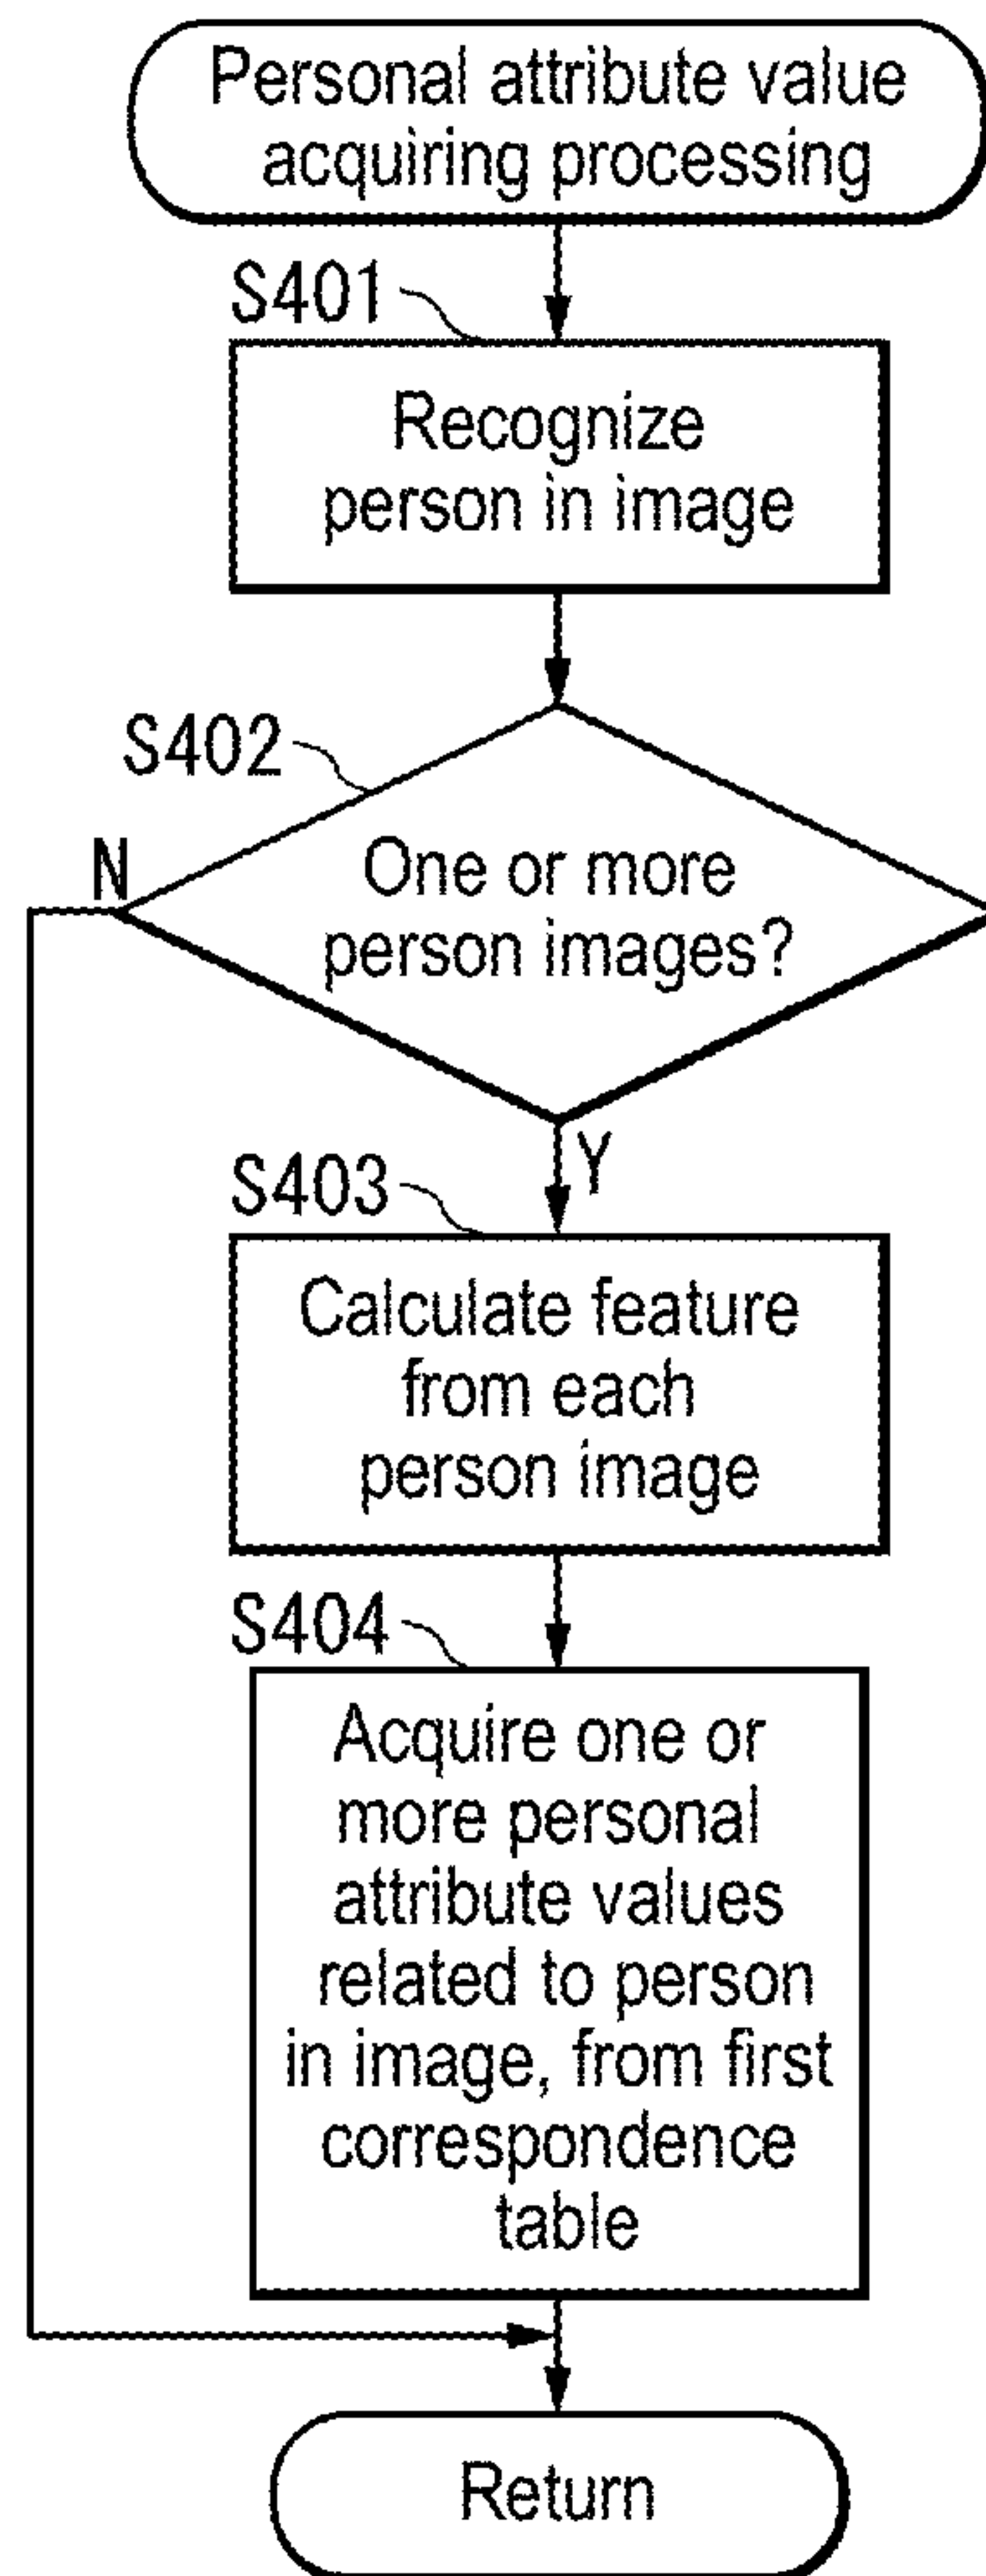 Personal attribute value
acquiring processing
S401
Recognize
person in image
S402
N
One or more
person images?
Y
S403
Calculate feature
from each
person image
S404
Acquire one or
more personal
attribute values
related to person
in image, from first
correspondence
table
Return